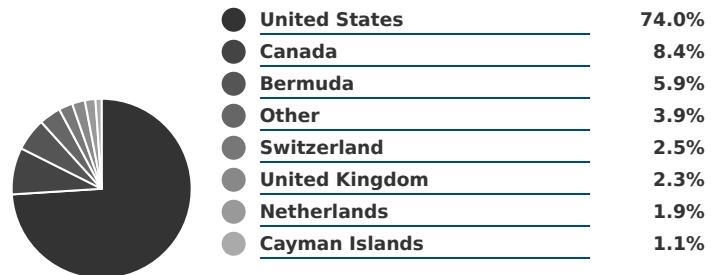 United States 74.0%
Canada 8.4%
Bermuda 5.9%
Other 3.9%
Switzerland 2.5%
United Kingdom 2.3%
Netherlands 1.9%
Cayman Islands 1.1%